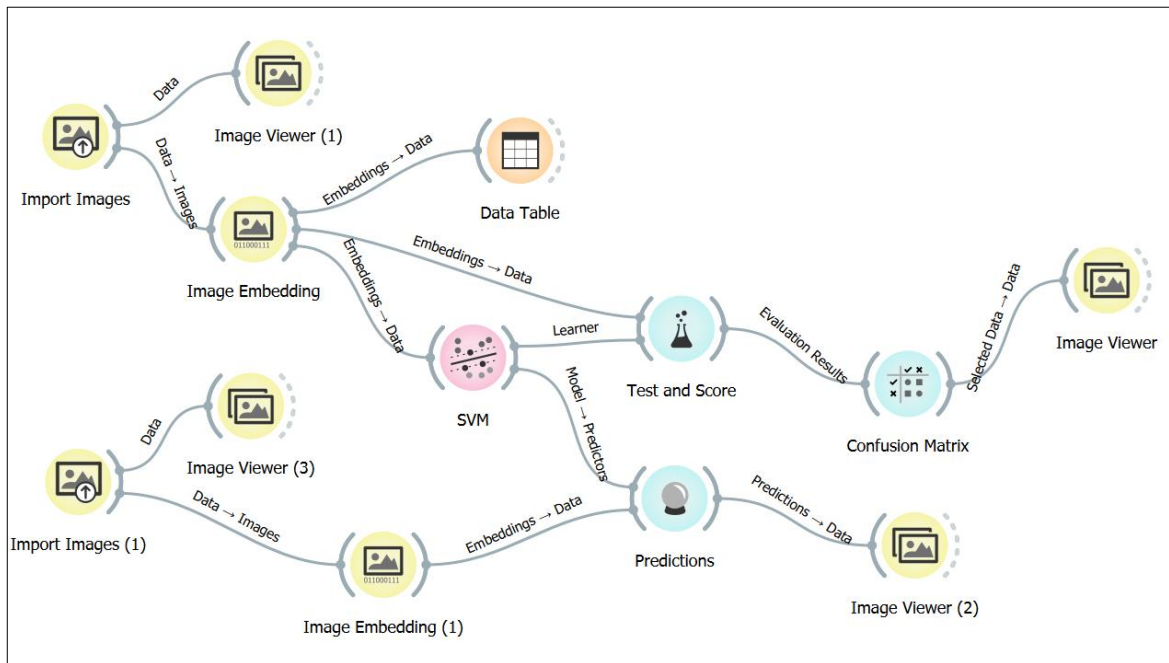 Data
Image Viewer (1)
Data → Images
Import Images
011000111
Image Embedding
Embeddings → Data
Data Table
Embeddings → Data
Embeddings → Data
Learner
SVM
Test and Score
Evaluation Results
Confusion Matrix
Selected Data → Data
Image Viewer
Model → Predictors
Data
Image Viewer (3)
Import Images (1)
Data → Images
011000111
Image Embedding (1)
Embeddings → Data
Predictions
Predictions → Data
Image Viewer (2)